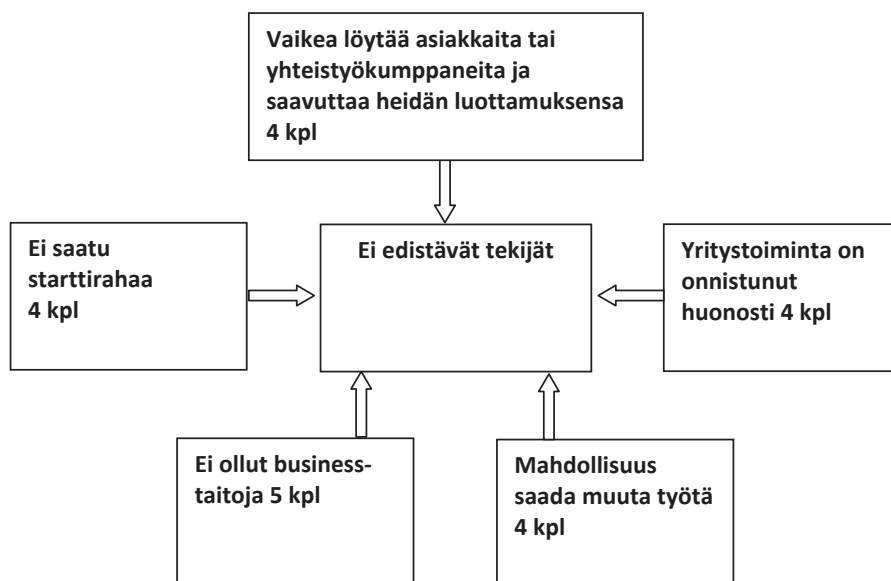 Vaikea löytää asiakkaita tai
yhteistyökumppaneita ja
saavuttaa heidän luottamuksensa
4 kpl
Ei saatu
starttirahaa
4 kpl
Ei edistävät tekijät
Yritystoiminta on
onnistunut
huonosti 4 kpl
Ei ollut business-
taitoja 5 kpl
Mahdollisuus
saada muuta työtä
4 kpl